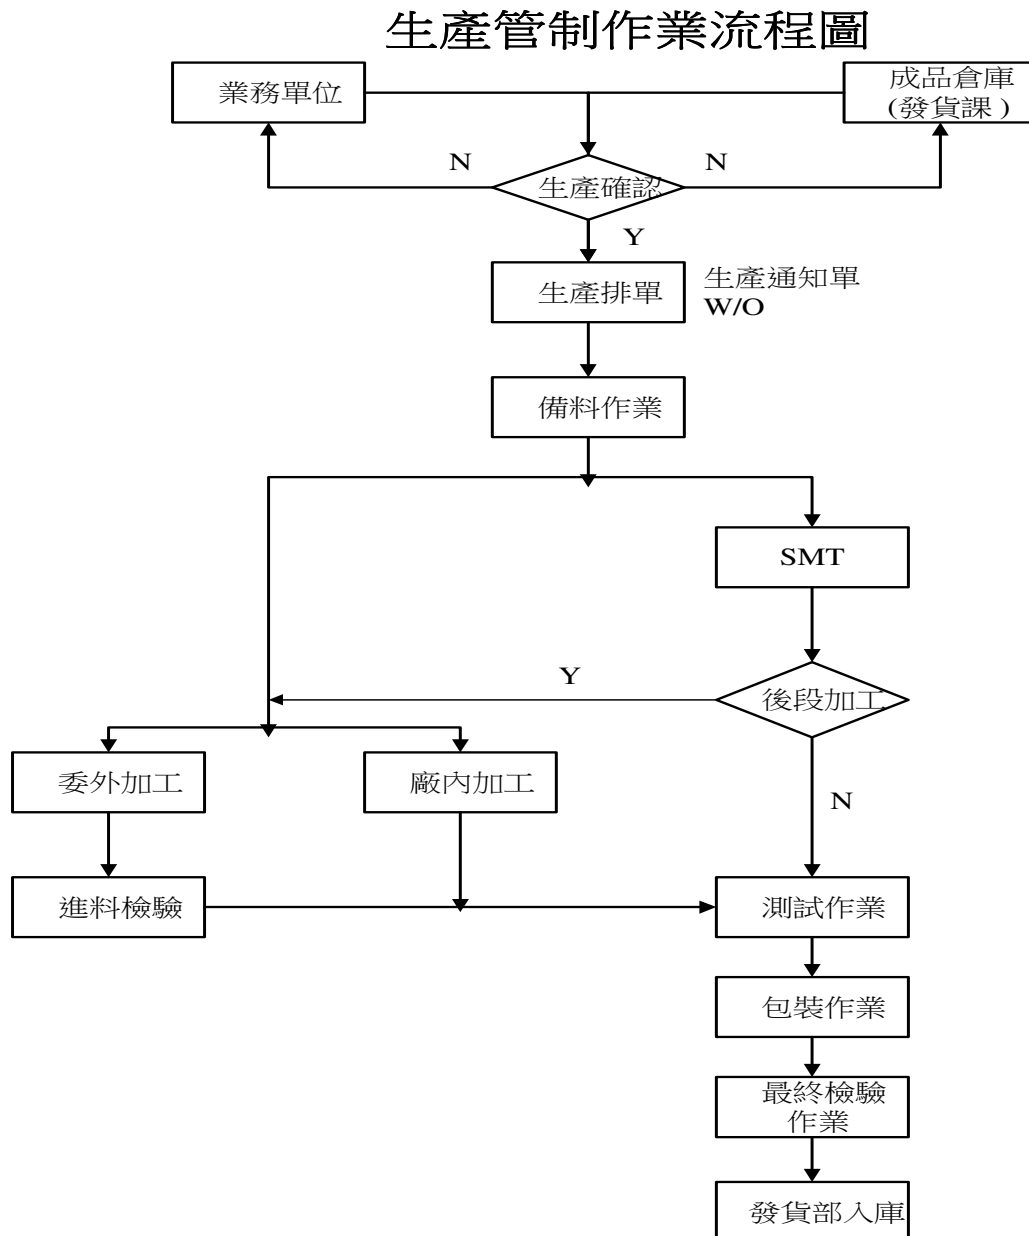 生產管制作業流程圖
業務單位
成品倉庫
(發貨課)
N
N
生產確認
Y
生產排單
生產通知單
W/O
備料作業
SMT
Y
後段加工
委外加工
廠內加工
N
進料檢驗
測試作業
包裝作業
最終檢驗
作業
發貨部入庫